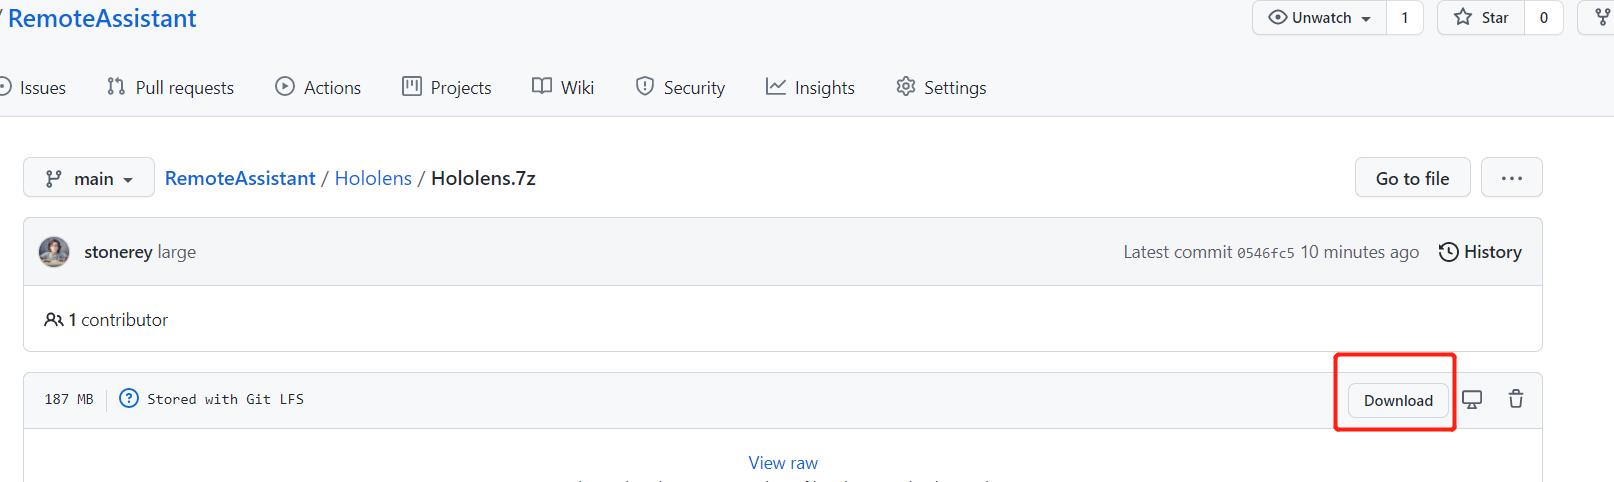 / RemoteAssistant
Unwatch 1 Star 0
Issues Pull requests Actions Projects Wiki Security Insights Settings
main RemoteAssistant / Hololens / Hololens.7z Go to file ...
stonerey large Latest commit 0546fc5 10 minutes ago History
1 contributor
187 MB ? Stored with Git LFS Download
View raw